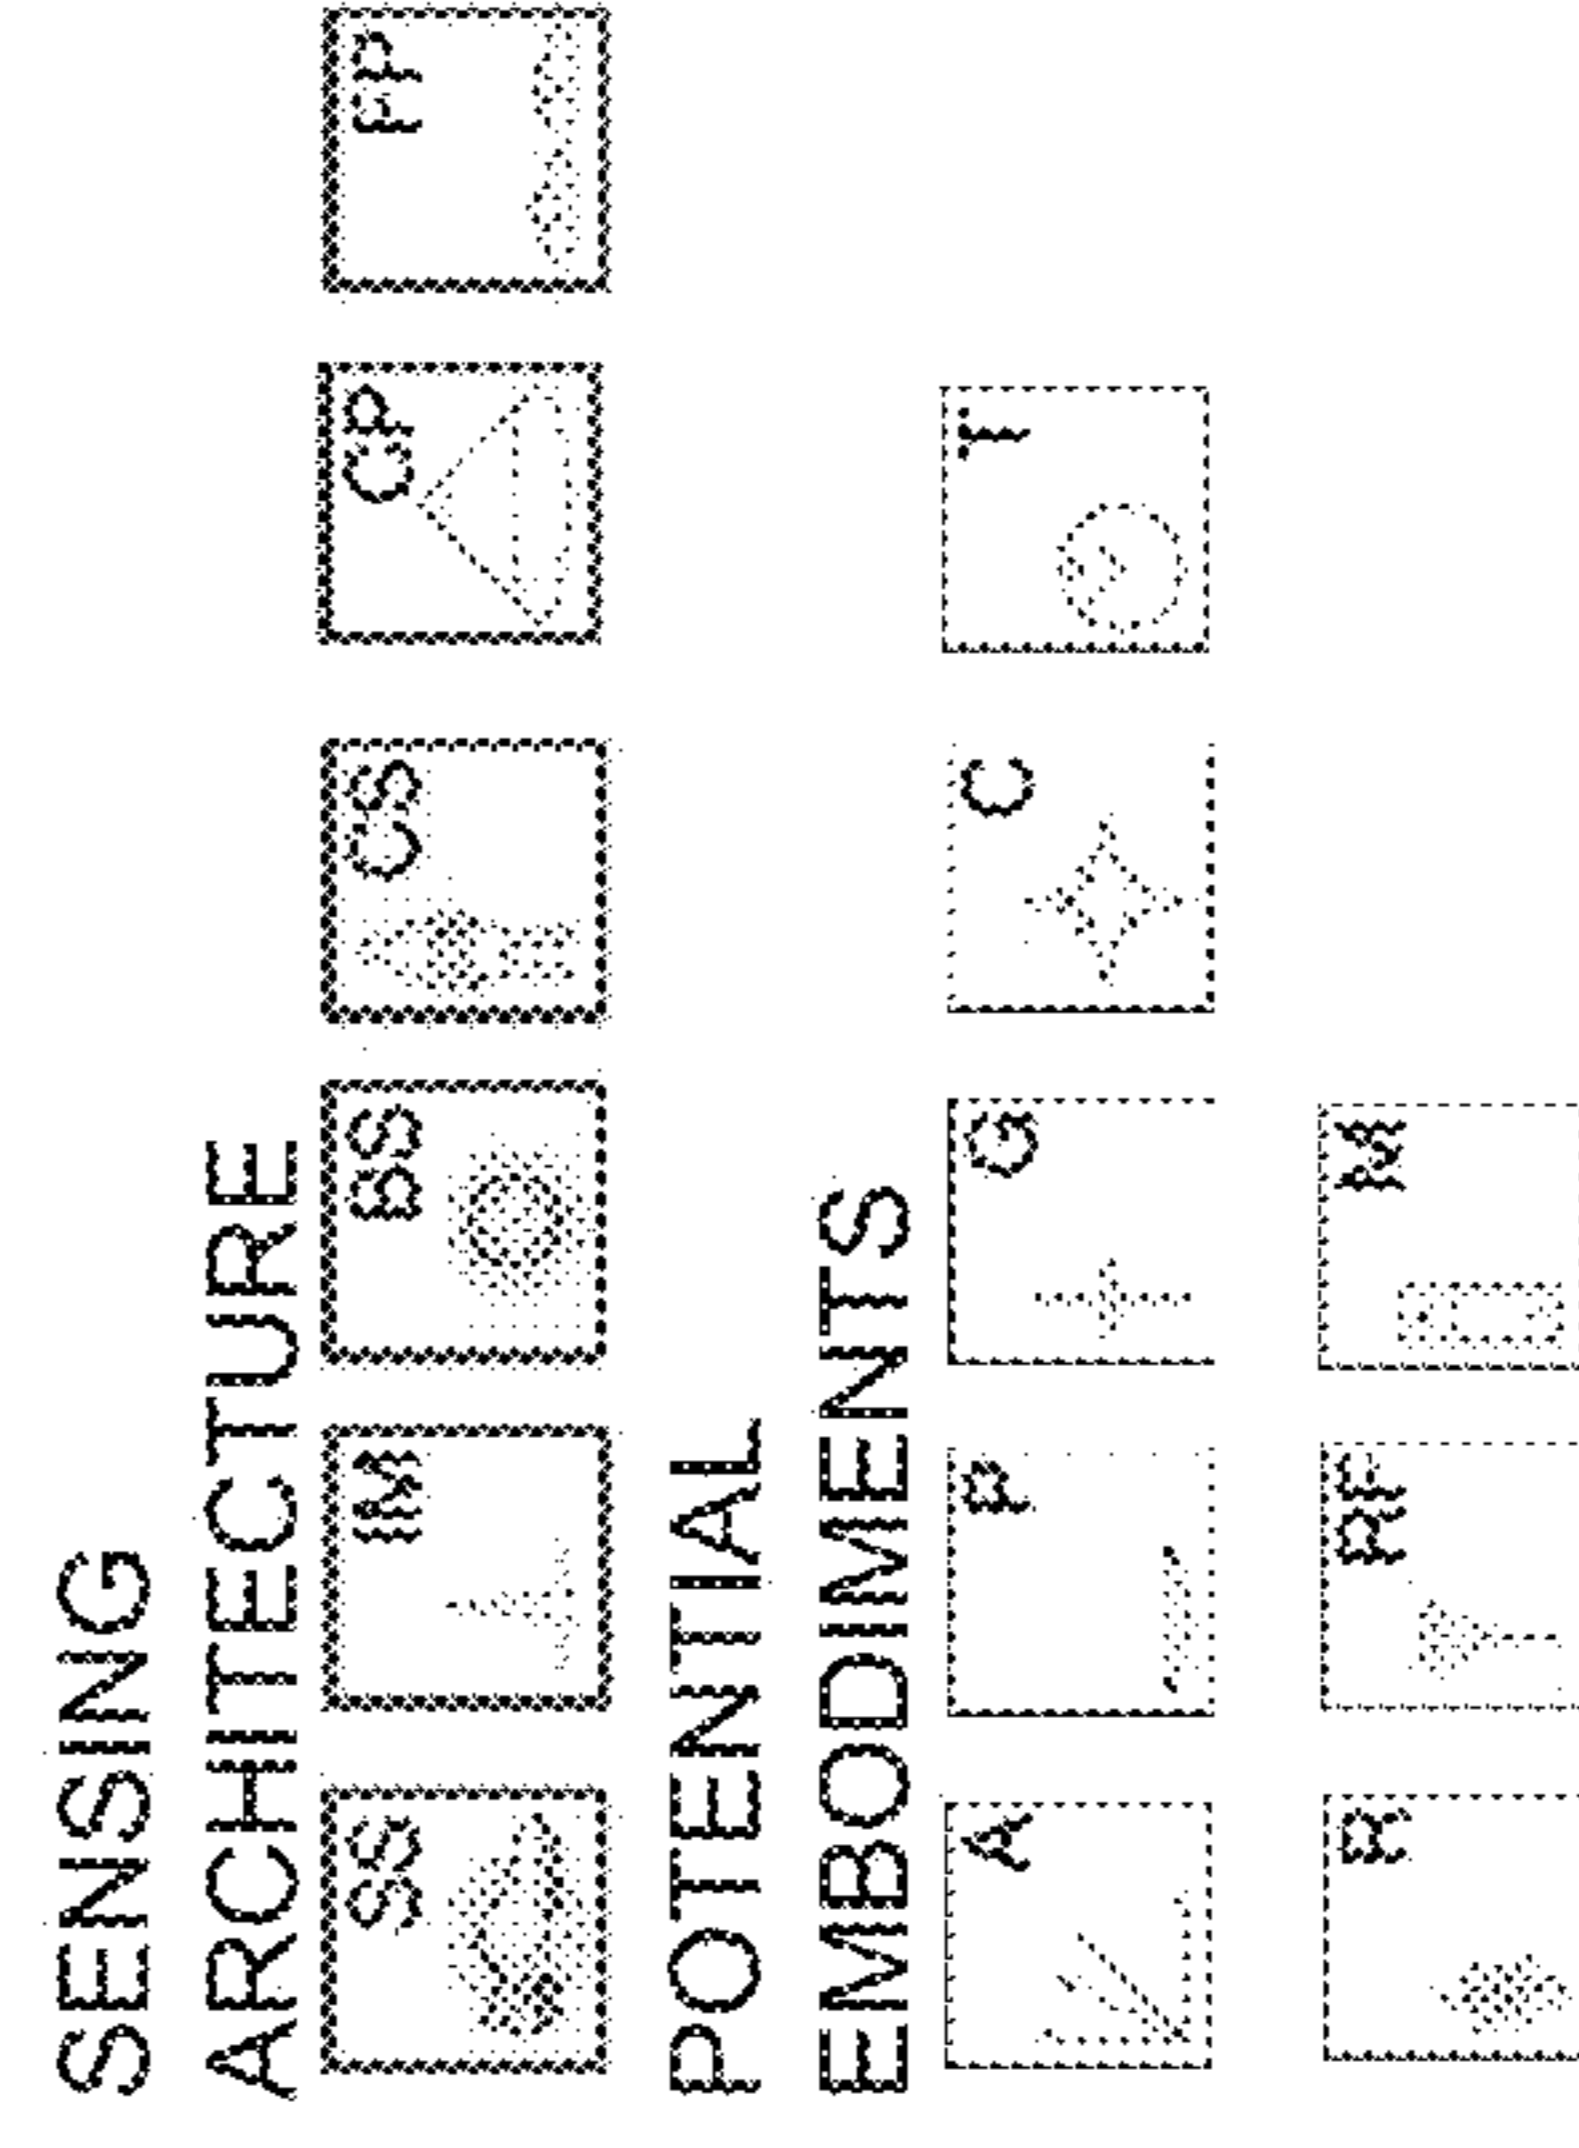 SENSING
ARCHITECTURE
SS IM BS CS CP FP
POTENTIAL
EMBODIMENTS
A P G C T
R RF M